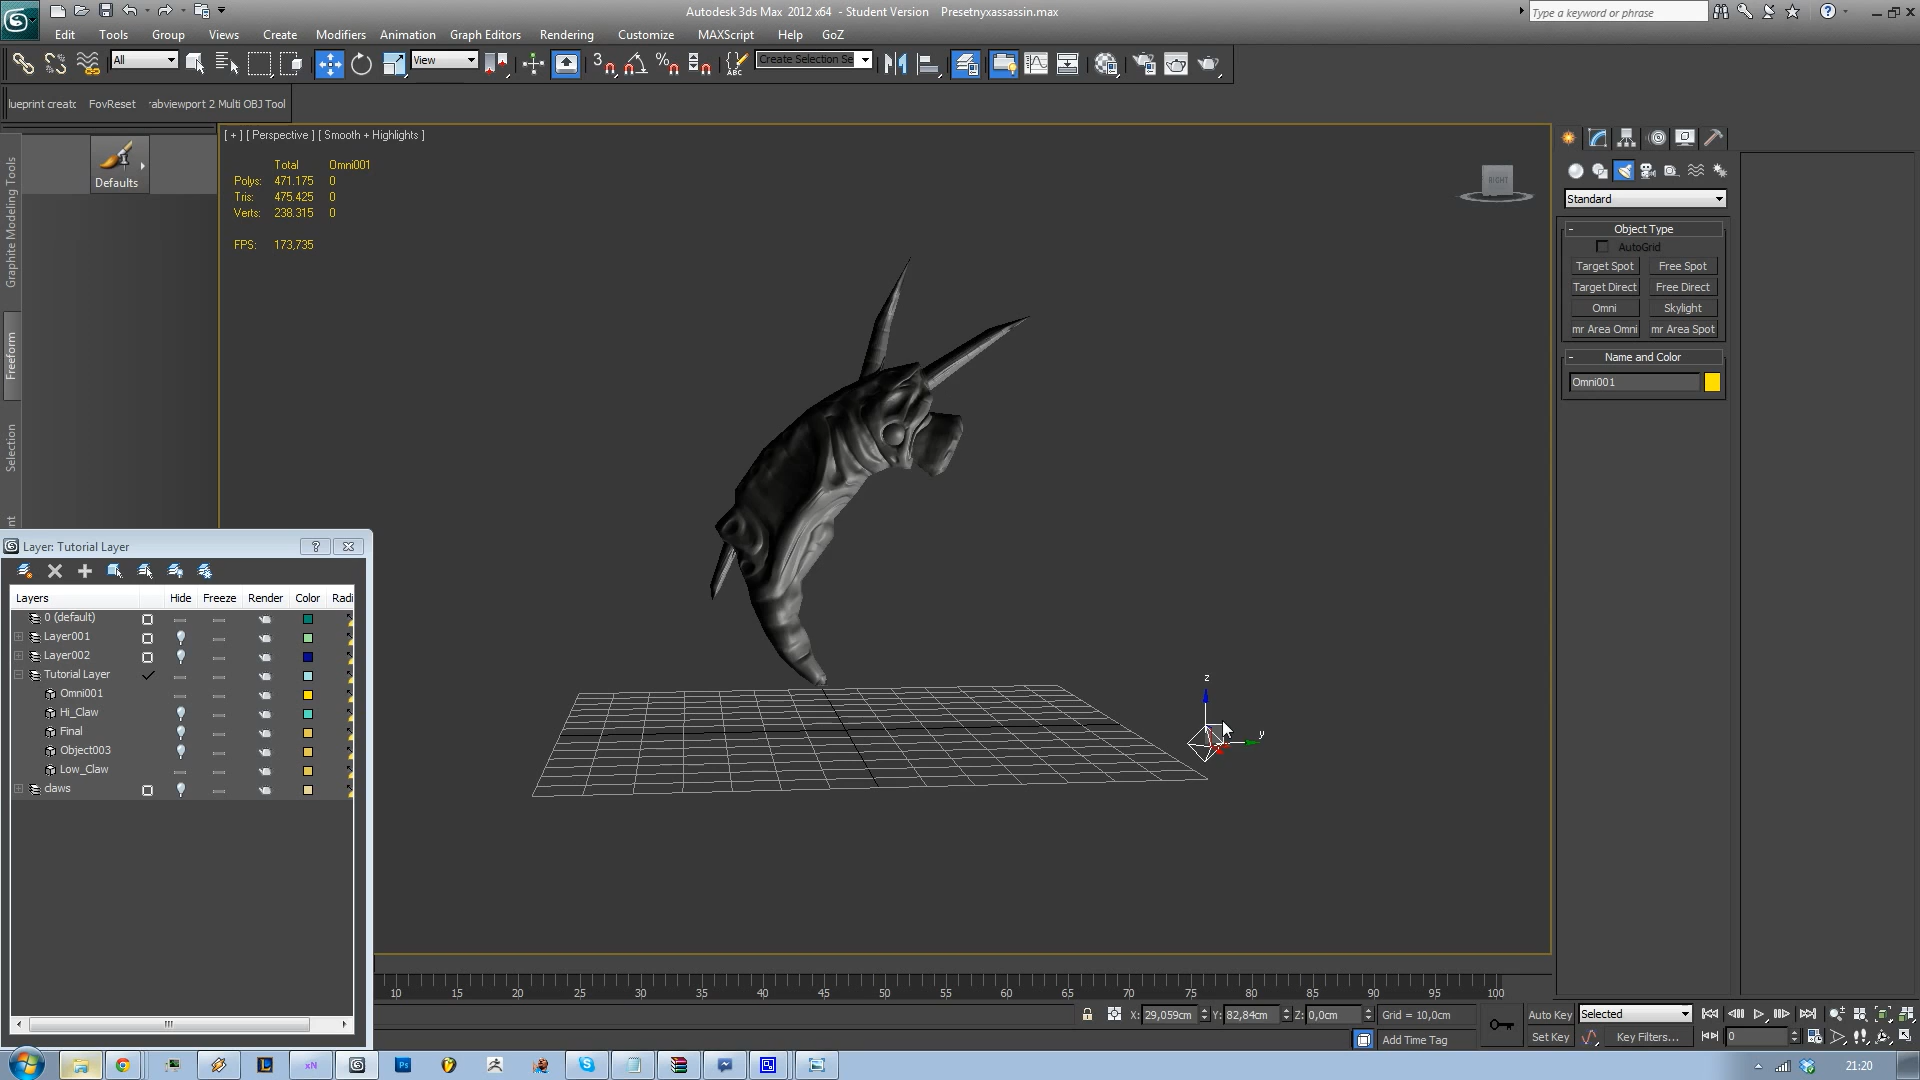 Autodesk 3ds Max 2012 x64 - Student Version Presetnyxassassin.max
Type a keyword or phrase
Edit Tools Group Views Create Modifiers Animation Graph Editors Rendering Customize MAXScript Help GoZ
All
View
Create Selection Se
lueprint creatc FovReset rabviewport 2 Multi OBJ Tool
Graphite Modeling Tools
Freeform
Selection
Defaults
[ + ] [ Perspective ] [ Smooth + Highlights ]
Total Omni001
Polys: 471.175 0
Tris: 475.425 0
Verts: 238.315 0
FPS: 173,735
RIGHT
Standard
- Object Type
AutoGrid
Target Spot Free Spot
Target Direct Free Direct
Omni Skylight
mr Area Omni mr Area Spot
- Name and Color
Omni001
Layer: Tutorial Layer
Layers Hide Freeze Render Color Radi
0 (default)
Layer001
Layer002
Tutorial Layer
Omni001
Hi_Claw
Final
Object003
Low_Claw
claws
z
y
10 15 20 25 30 35 40 45 50 55 60 65 70 75 80 85 90 95 100
X: 29,059cm Y: 82,84cm Z: 0,0cm Grid = 10,0cm
Auto Key Selected
Add Time Tag
Set Key Key Filters... 0
21:20